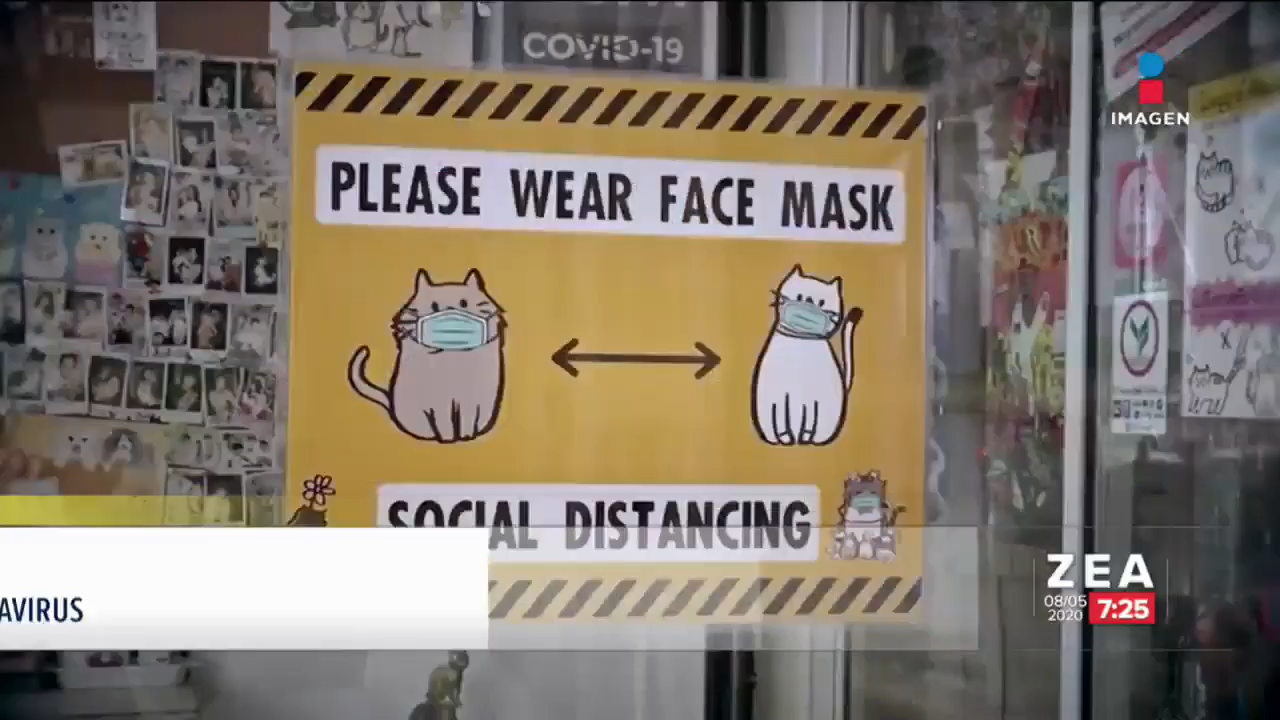 COVID-19
IMAGEN
PLEASE WEAR FACE MASK
SOCIAL DISTANCING
AVIRUS
ZEA
08/05
2020
7:25